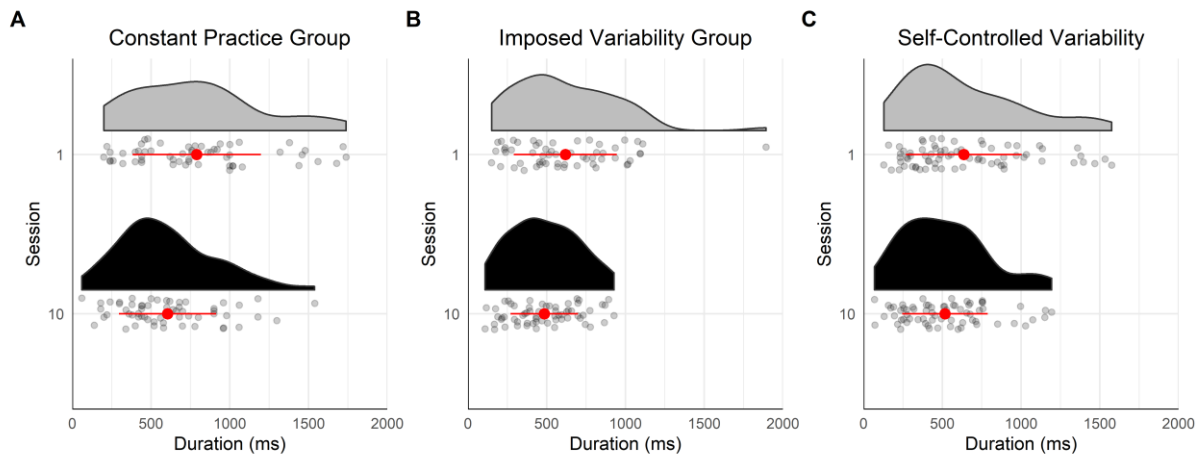 A
Constant Practice Group
Session
1
10
0
500
1000
1500
2000
Duration (ms)
B
Imposed Variability Group
Session
1
10
0
500
1000
1500
2000
Duration (ms)
C
Self-Controlled Variability
Session
1
10
0
500
1000
1500
2000
Duration (ms)